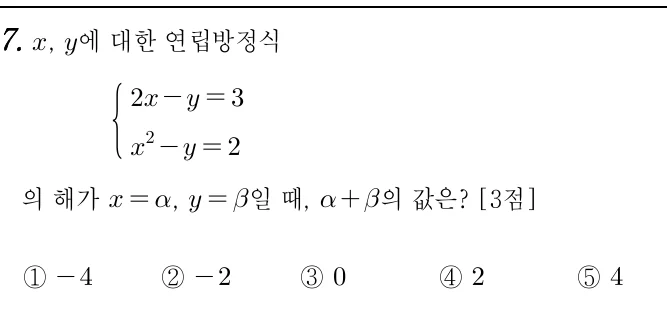 7. x, y에 대한 연립방정식
2x−y=3
x²−y=2
의 해가 x=α, y=β일 때, α+β의 값은? [3점]
① −4 ② −2 ③ 0 ④ 2 ⑤ 4